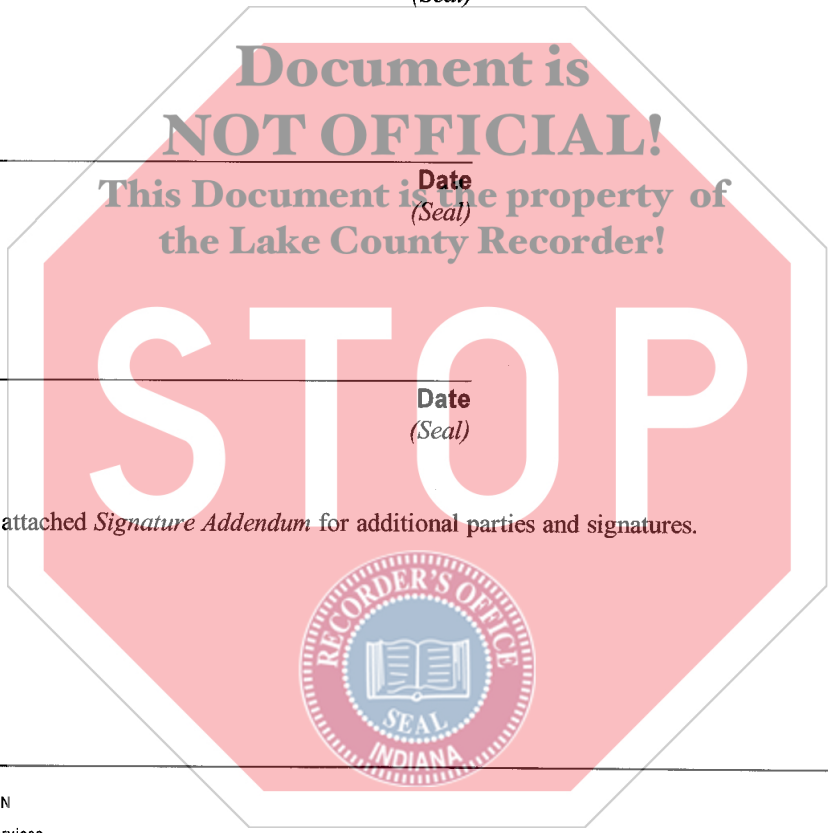 (Seal)
Document is
NOT OFFICIAL!
Date
This Document is the property of
(Seal)
the Lake County Recorder!
STOP
Date
(Seal)
attached Signature Addendum for additional parties and signatures.
RECORDER'S OFFICE
SEAL
INDIANA
N